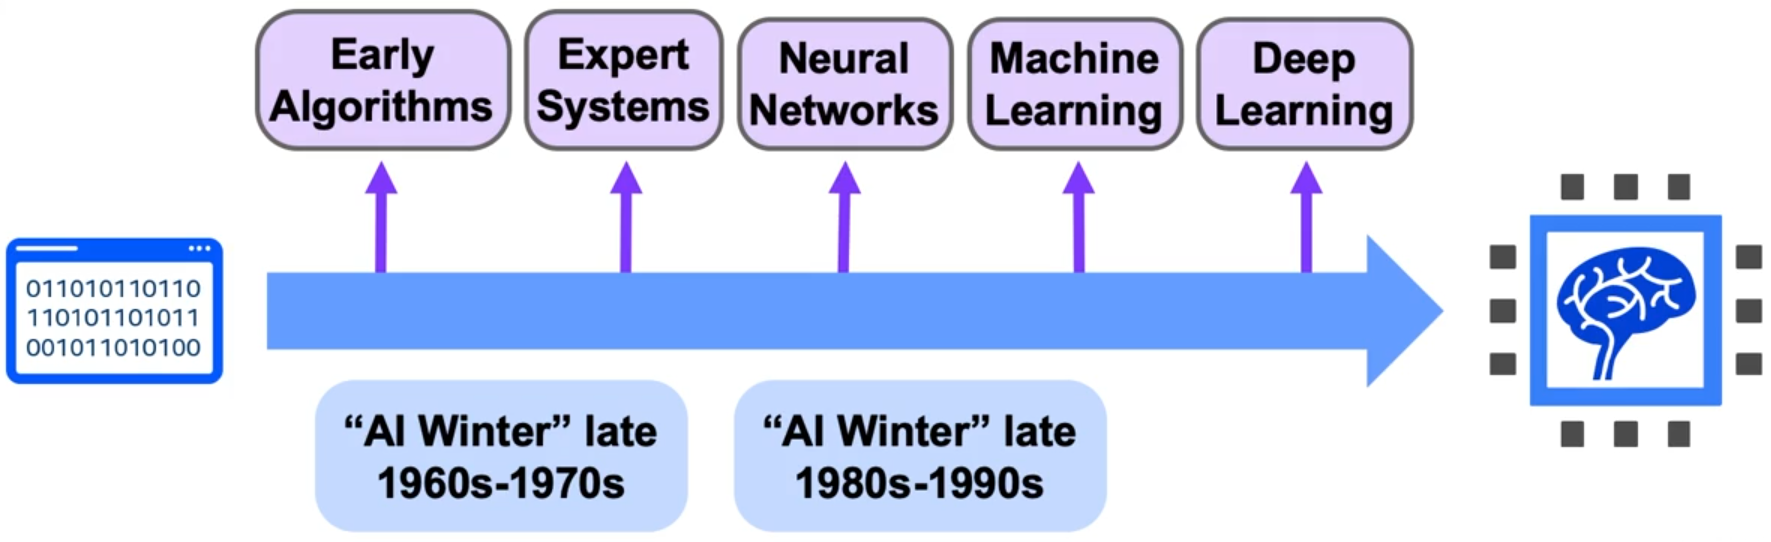 Early
Algorithms
Expert
Systems
Neural
Networks
Machine
Learning
Deep
Learning
011010110110
110101101011
001011010100
“AI Winter” late
1960s-1970s
“AI Winter” late
1980s-1990s